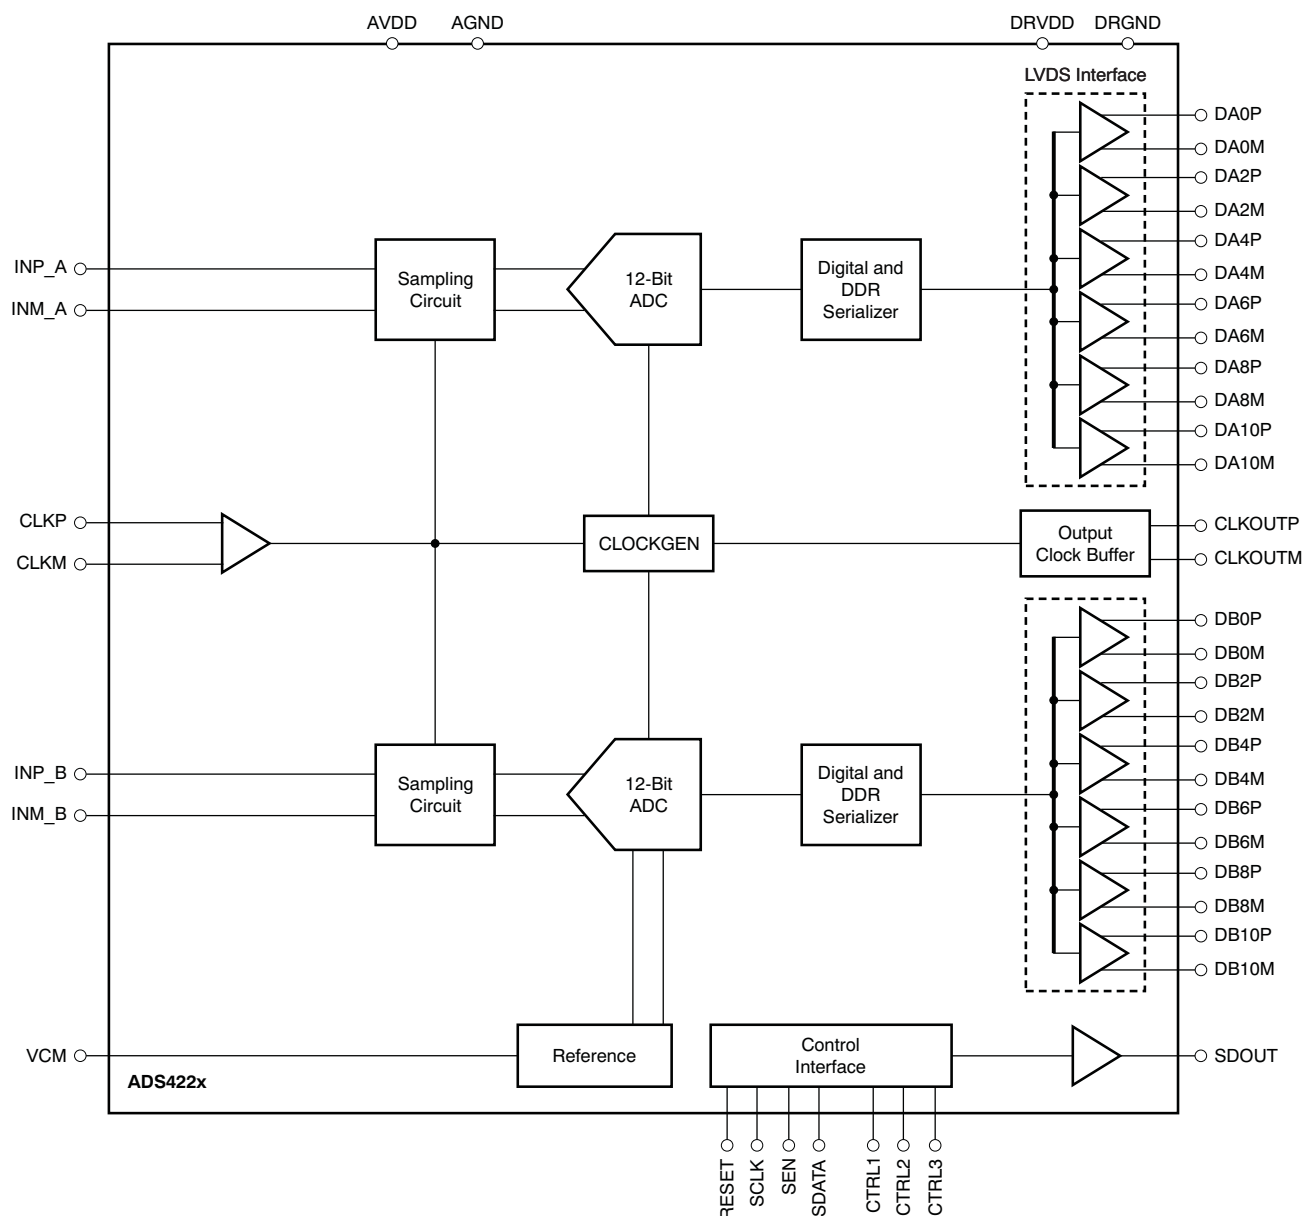 AVDD
AGND
DRVDD
DRGND
LVDS Interface
DA0P
DA0M
DA2P
DA2M
DA4P
DA4M
DA6P
DA6M
DA8P
DA8M
DA10P
DA10M
INP_A
INM_A
Sampling
Circuit
12-Bit
ADC
Digital and
DDR
Serializer
CLKP
CLKM
CLOCKGEN
Output
Clock Buffer
CLKOUTP
CLKOUTM
DB0P
DB0M
DB2P
DB2M
DB4P
DB4M
DB6P
DB6M
DB8P
DB8M
DB10P
DB10M
INP_B
INM_B
Sampling
Circuit
12-Bit
ADC
Digital and
DDR
Serializer
VCM
Reference
Control
Interface
SDOUT
ADS422x
RESET
SCLK
SEN
SDATA
CTRL1
CTRL2
CTRL3